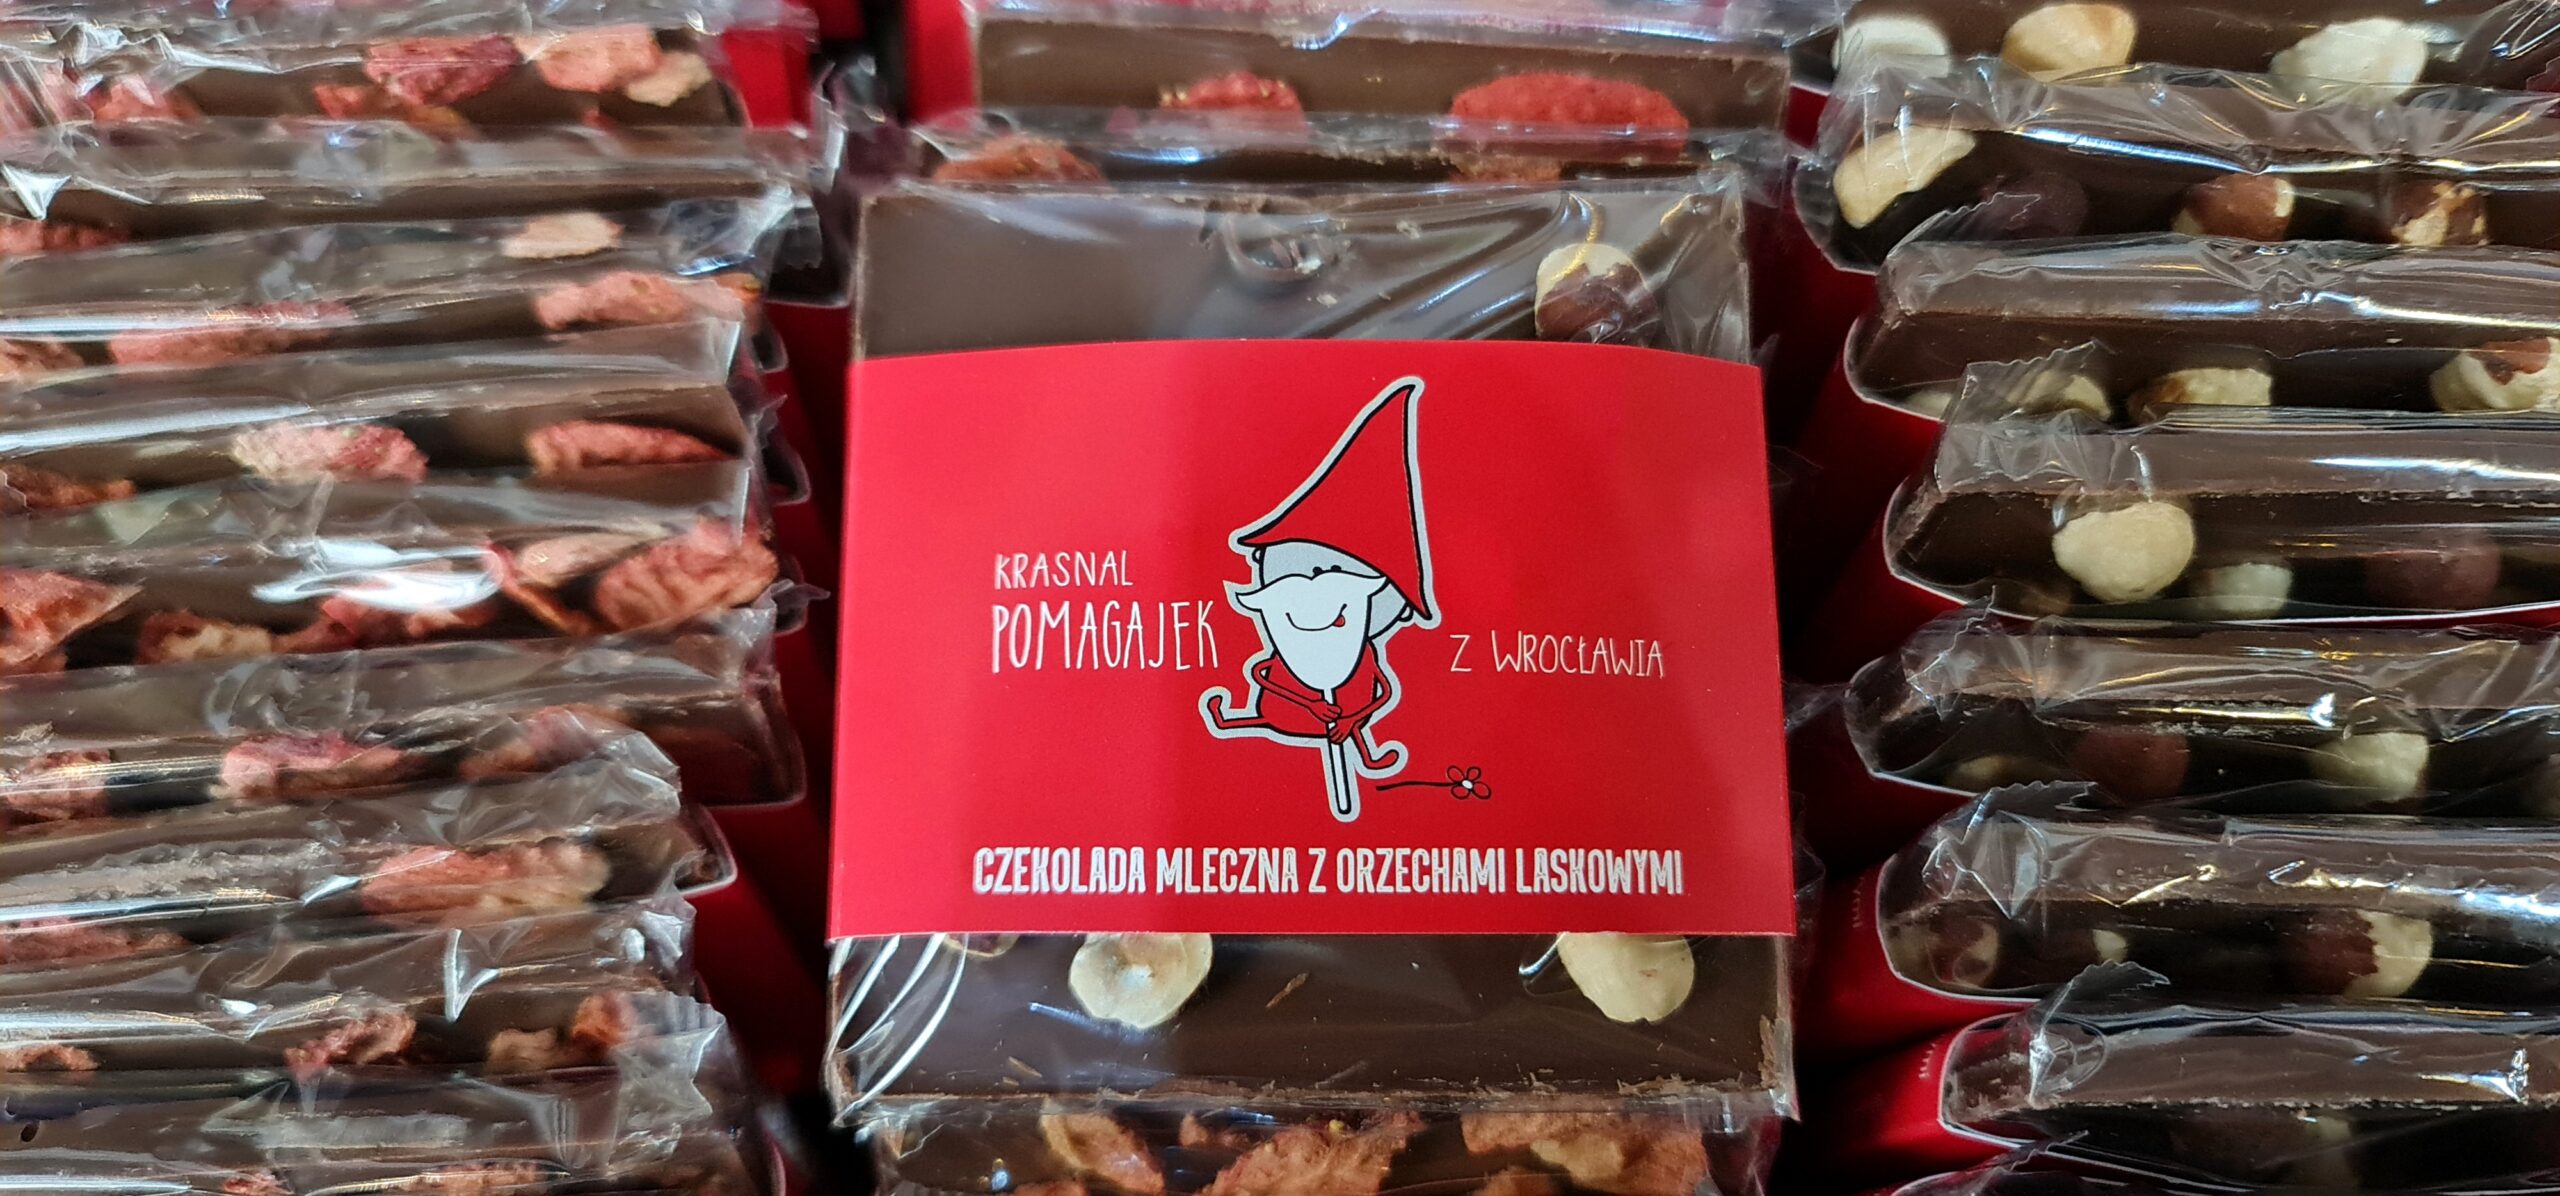 KRASNAL
POMAGAJEK
Z WROCŁAWIA
CZEKOLADA MLECZNA Z ORZECHAMI LASKOWYMI